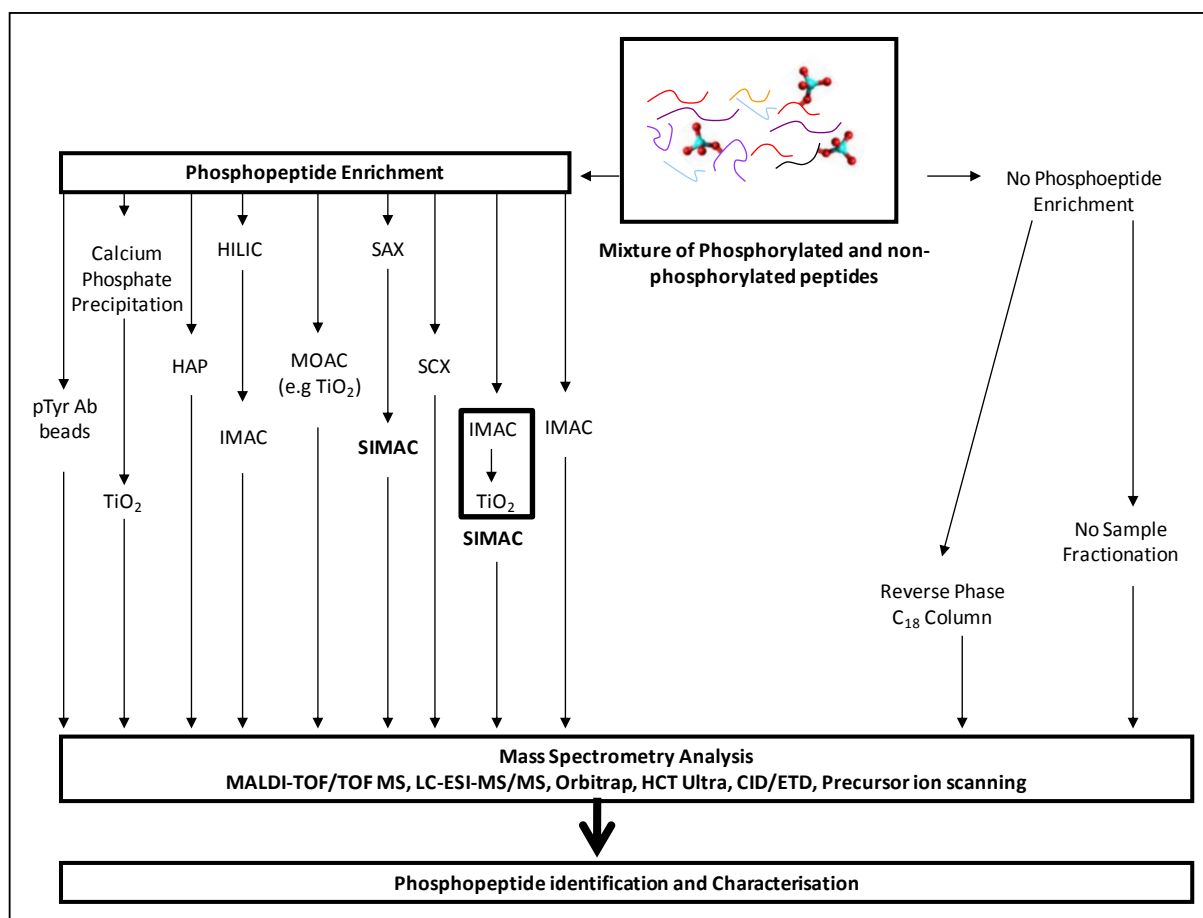 Phosphopeptide Enrichment
No Phosphoeptide
Enrichment
Mixture of Phosphorylated and non-
phosphorylated peptides
Calcium
Phosphate
Precipitation
HILIC
SAX
HAP
MOAC
(e.g TiO₂)
SCX
pTyr Ab
beads
IMAC
SIMAC
IMAC
IMAC
TiO₂
TiO₂
SIMAC
No Sample
Fractionation
Reverse Phase
C₁₈ Column
Mass Spectrometry Analysis
MALDI-TOF/TOF MS, LC-ESI-MS/MS, Orbitrap, HCT Ultra, CID/ETD, Precursor ion scanning
Phosphopeptide identification and Characterisation